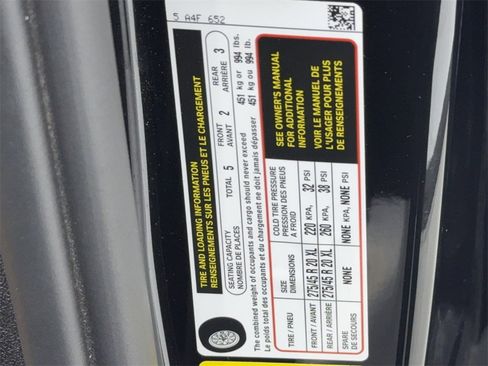 5 A4F 652
TIRE AND LOADING INFORMATION
RENSEIGNEMENTS SUR LES PNEUS ET LE CHARGEMENT
SEATING CAPACITY
NOMBRE DE PLACES
TOTAL 5
FRONT
AVANT 2
REAR
ARRIÈRE 3
The combined weight of occupants and cargo should never exceed 451 kg or 994 lbs.
Le poids total des occupants et du chargement ne doit jamais dépasser 451 kg ou 994 lb.
TIRE / PNEU
SIZE
DIMENSIONS
COLD TIRE PRESSURE
PRESSION DES PNEUS
A FROID
FRONT / AVANT 275/45 R 20 XL 220 KPA, 32 PSI
REAR / ARRIÈRE 275/45 R 20 XL 260 KPA, 38 PSI
SPARE
DE SECOURS
NONE NONE KPA, NONE PSI
SEE OWNER'S MANUAL
FOR ADDITIONAL
INFORMATION
VOIR LE MANUEL DE
L'USAGER POUR PLUS
DE RENSEIGNEMENTS